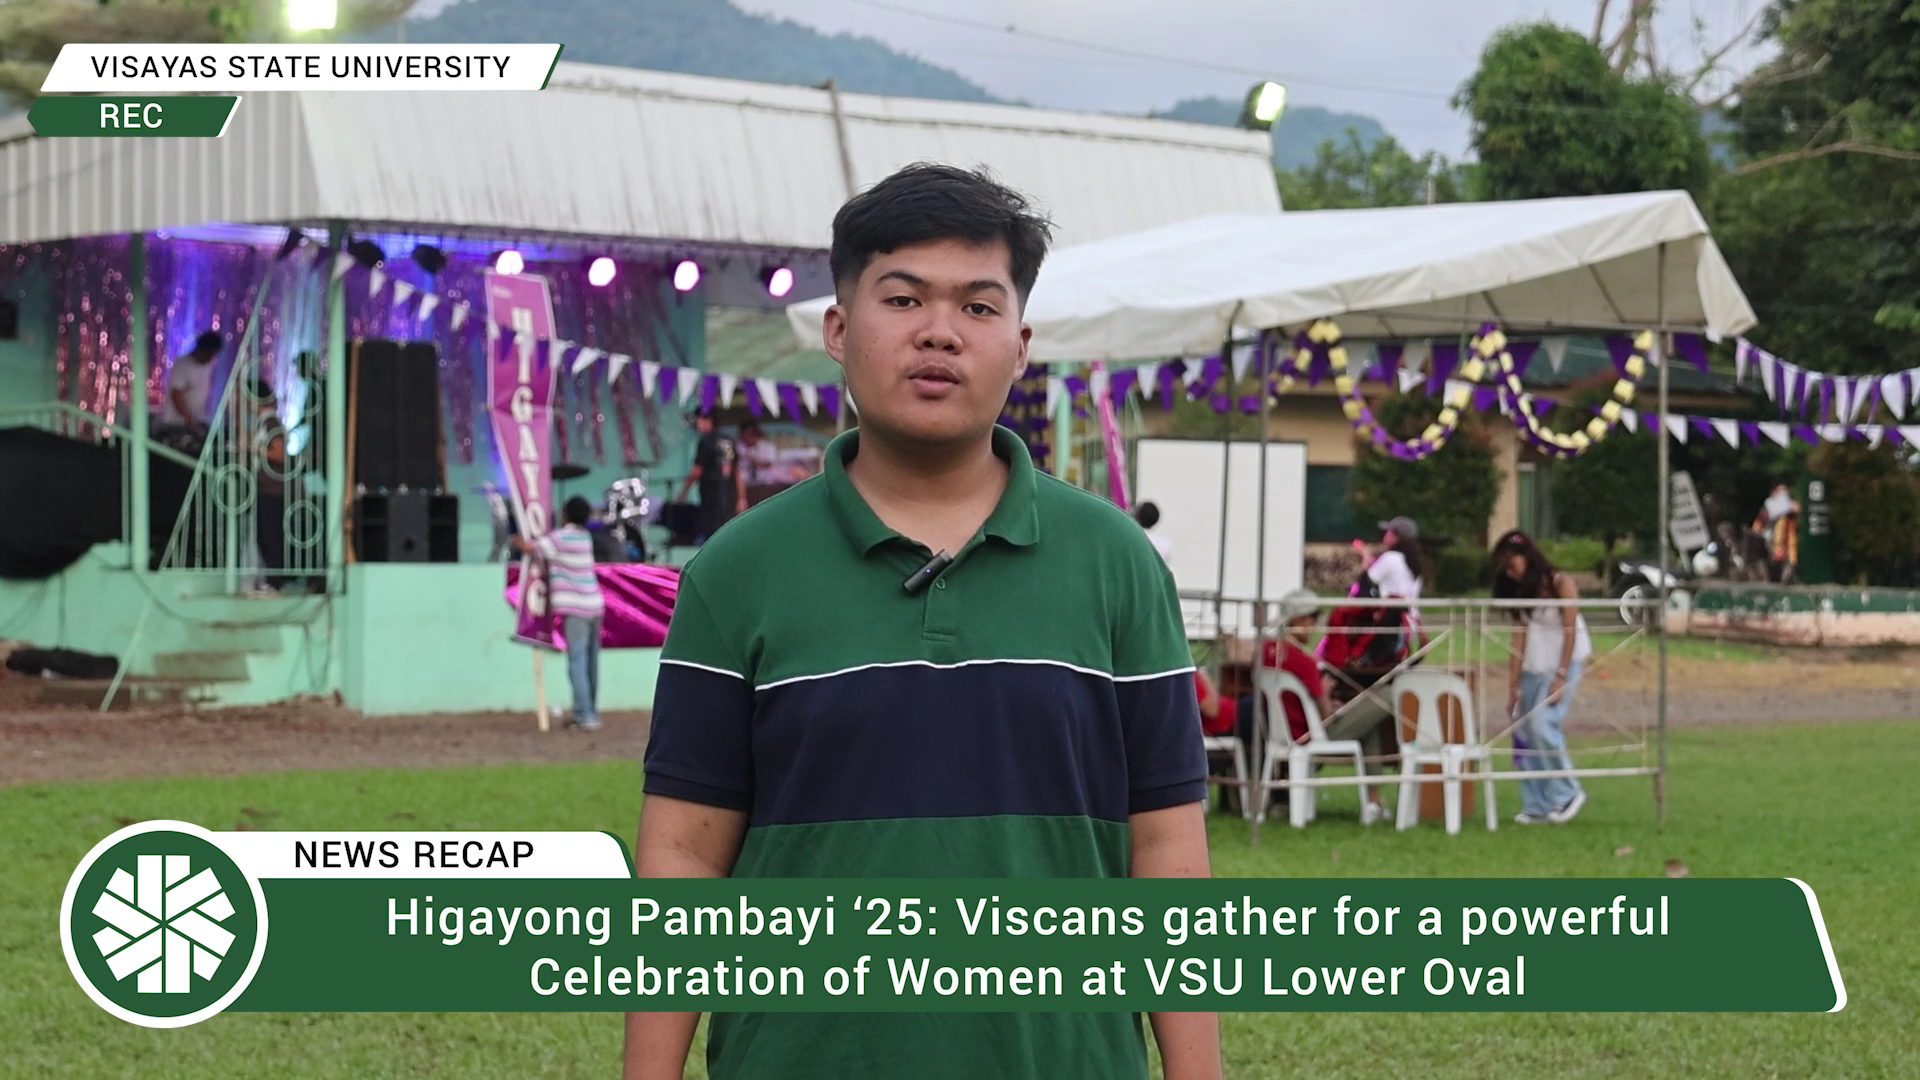 VISAYAS STATE UNIVERSITY
REC
HIGAYONG
NEWS RECAP
Higayong Pambayi ‘25: Viscans gather for a powerful
Celebration of Women at VSU Lower Oval